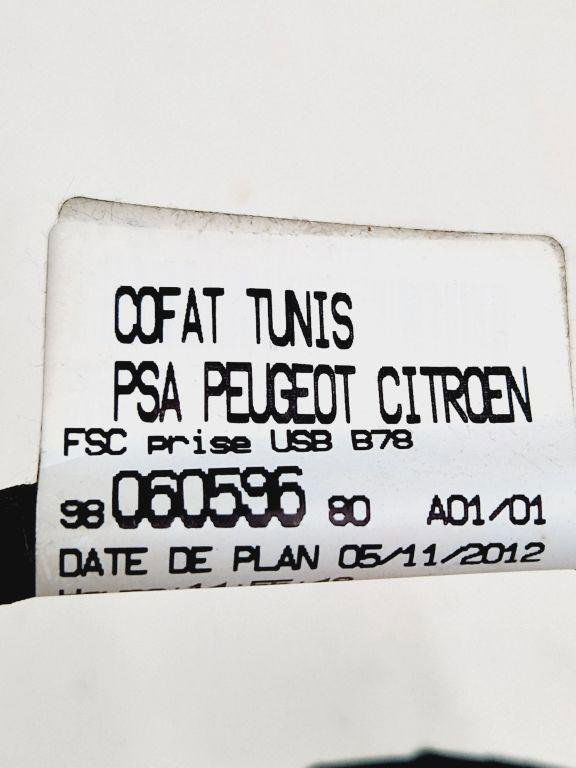 COFAT TUNIS
PSA PEUGEOT CITROEN
FSC prise USB B78
98 060596 80 A01/01
DATE DE PLAN 05/11/2012